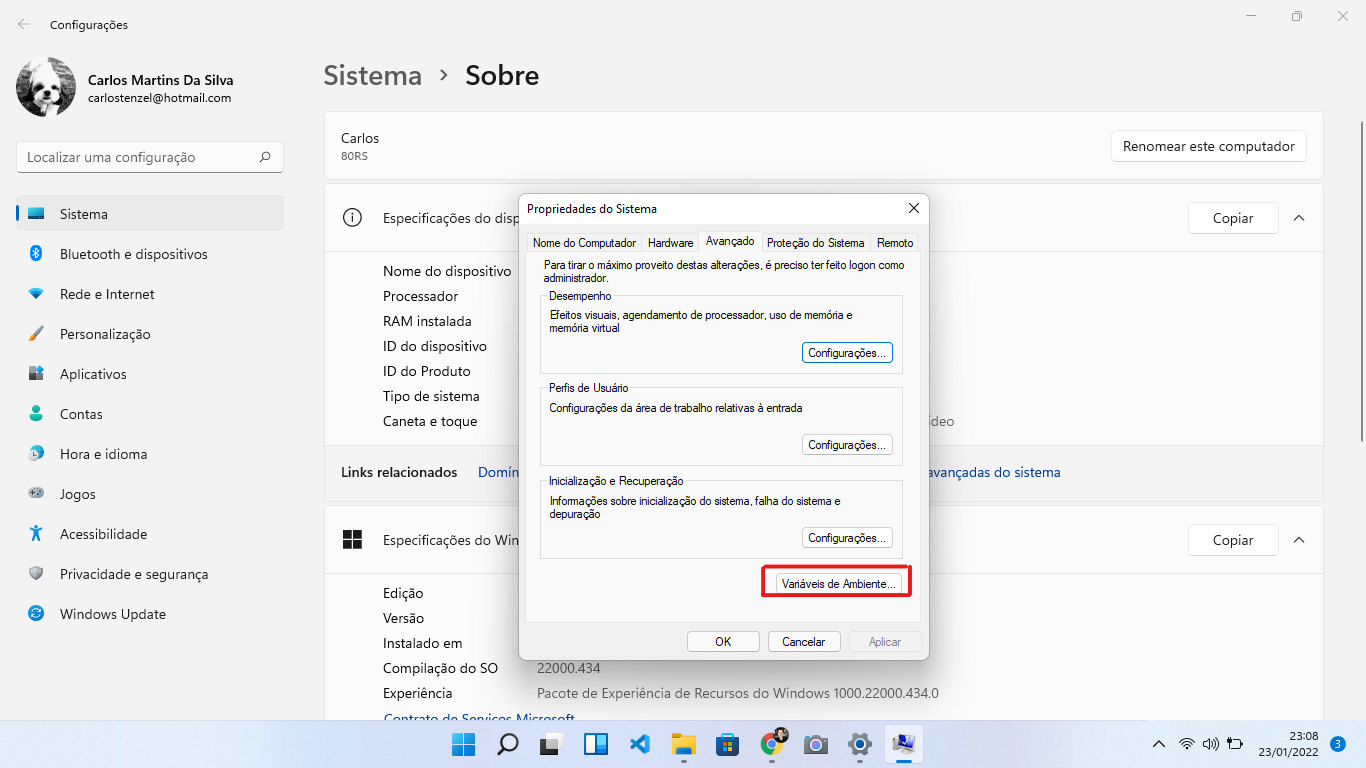 Configurações
Carlos Martins Da Silva
carlostenzel@hotmail.com
Localizar uma configuração
Sistema
Bluetooth e dispositivos
Rede e Internet
Personalização
Aplicativos
Contas
Hora e idioma
Jogos
Acessibilidade
Privacidade e segurança
Windows Update
Sistema › Sobre
Carlos
80RS
Renomear este computador
Especificações do disp
Copiar
Nome do dispositivo
Processador
RAM instalada
ID do dispositivo
ID do Produto
Tipo de sistema
Caneta e toque
ídeo
Links relacionados
Domín
avançadas do sistema
Especificações do Win
Copiar
Edição
Versão
Instalado em
Compilação do SO
22000.434
Experiência
Pacote de Experiência de Recursos do Windows 1000.22000.434.0
Contrato de Serviços Microsoft
Propriedades do Sistema
Nome do Computador
Hardware
Avançado
Proteção do Sistema
Remoto
Para tirar o máximo proveito destas alterações, é preciso ter feito logon como
administrador.
Desempenho
Efeitos visuais, agendamento de processador, uso de memória e
memória virtual
Configurações...
Perfis de Usuário
Configurações da área de trabalho relativas à entrada
Configurações...
Inicialização e Recuperação
Informações sobre inicialização do sistema, falha do sistema e
depuração
Configurações...
Variáveis de Ambiente...
OK
Cancelar
Aplicar
23:08
23/01/2022
3